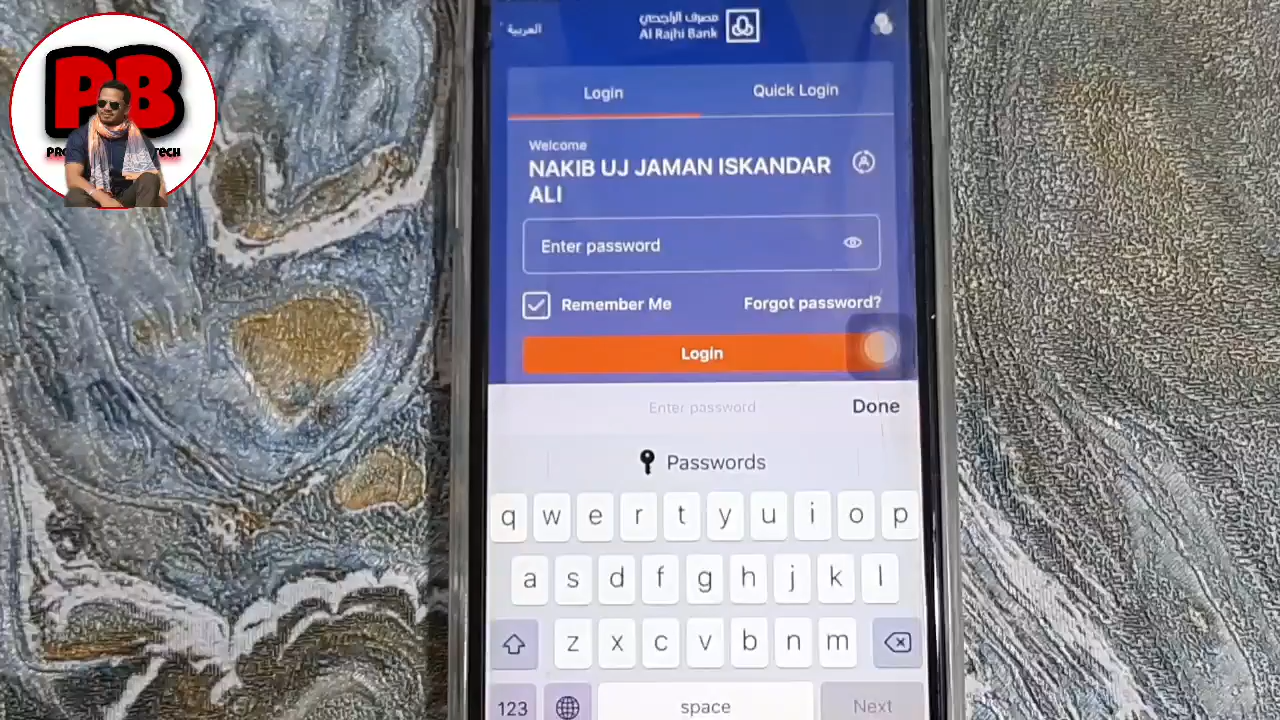 PB
العربية
مصرف الراجحي
Al Rajhi Bank
Login
Quick Login
Welcome
NAKIB UJ JAMAN ISKANDAR
ALI
Enter password
Remember Me
Forgot password?
Login
Enter password
Done
Passwords
q w e r t y u i o p
a s d f g h j k l
z x c v b n m
123
space
Next